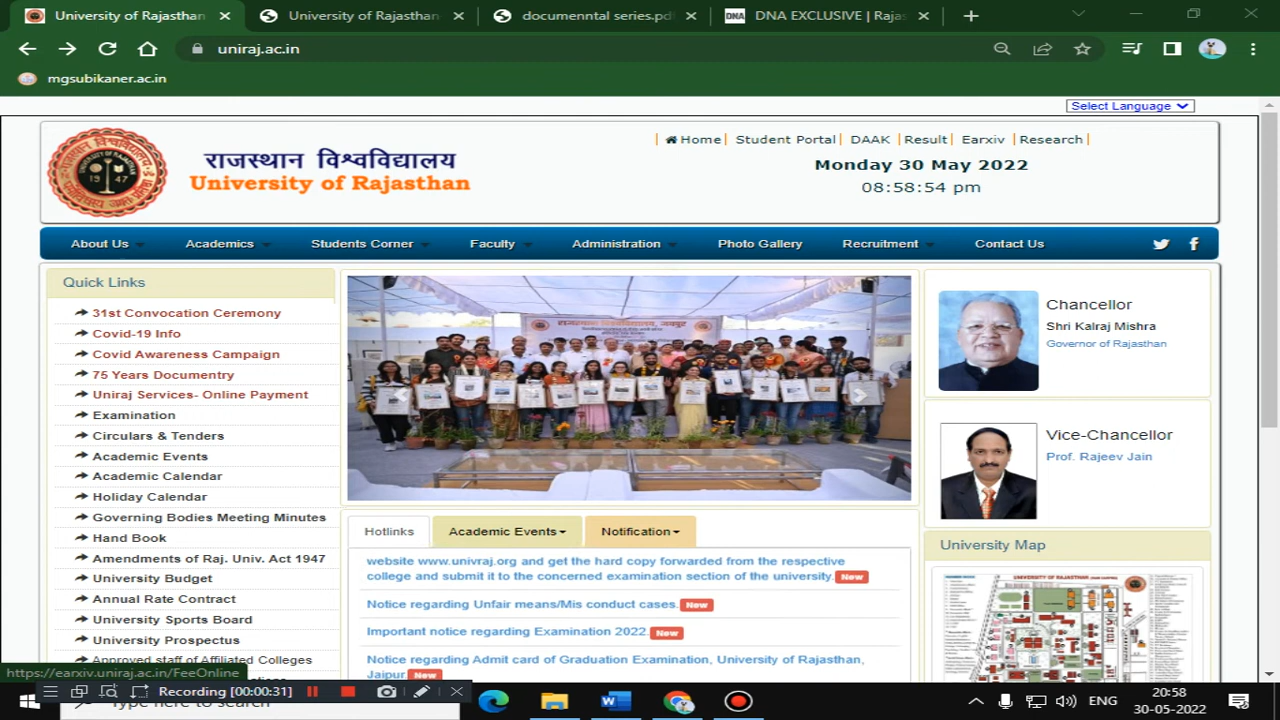 University of Rajasthan
University of Rajasthan
documenntal series.pd
DNA EXCLUSIVE | Rajas
uniraj.ac.in
mgsubikaner.ac.in
Select Language
राजस्थान विश्वविद्यालय
University of Rajasthan
Home Student Portal DAAK Result Earxiv Research
Monday 30 May 2022
08:58:54 pm
About Us Academics Students Corner Faculty Administration Photo Gallery Recruitment Contact Us
Quick Links
31st Convocation Ceremony
Covid-19 Info
Covid Awareness Campaign
75 Years Documentry
Uniraj Services- Online Payment
Examination
Circulars & Tenders
Academic Events
Academic Calendar
Holiday Calendar
Governing Bodies Meeting Minutes
Hand Book
Amendments of Raj. Univ. Act 1947
University Budget
Annual Rate Contract
University Sports Board
University Prospectus
Approved staff of Affiliated Colleges
राजस्थान विश्वविद्यालय, जयपुर
Hotlinks Academic Events Notification
website www.univraj.org and get the hard copy forwarded from the respective
college and submit it to the concerned examination section of the university. New
Notice regarding Unfair means/Mis conduct cases. New
Important notice regarding Examination 2022 New
Notice regarding Admit card of Graduation Examination, University of Rajasthan,
Jaipur. New
Chancellor
Shri Kalraj Mishra
Governor of Rajasthan
Vice-Chancellor
Prof. Rajeev Jain
University Map
UNIVERSITY OF RAJASTHAN
https://earxiv.uniraj.ac.in/FeeOnline
Recording [00:00:31]
Type here to search
ENG
20:58
30-05-2022